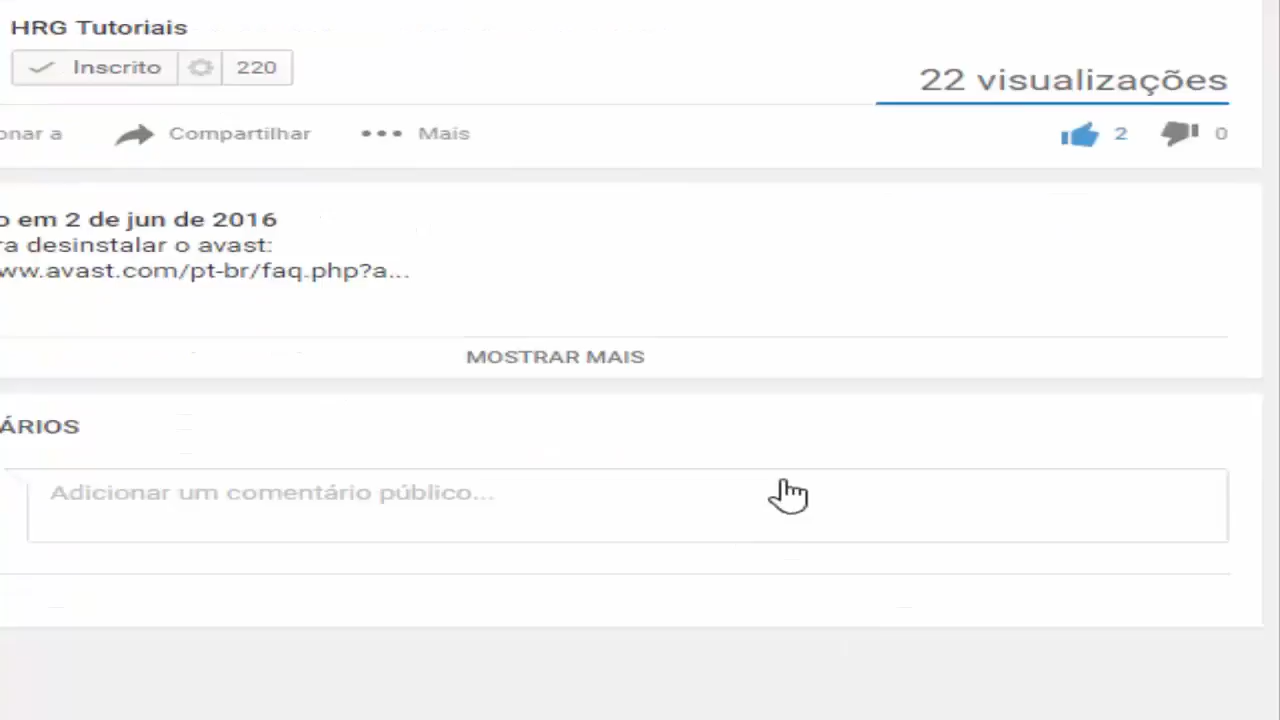 HRG Tutoriais
Inscrito 220
22 visualizações
onar a Compartilhar Mais
2 0
o em 2 de jun de 2016
ra desinstalar o avast:
ww.avast.com/pt-br/faq.php?a...
MOSTRAR MAIS
ÁRIOS
Adicionar um comentário público...